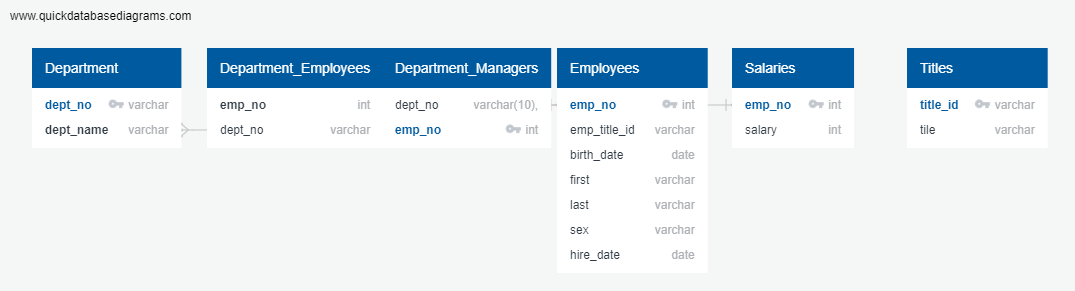 www.quickdatabasediagrams.com
Department
dept_no varchar
dept_name varchar
Department_Employees
emp_no int
dept_no varchar
Department_Managers
dept_no varchar(10),
emp_no int
Employees
emp_no int
emp_title_id varchar
birth_date date
first varchar
last varchar
sex varchar
hire_date date
Salaries
emp_no int
salary int
Titles
title_id varchar
tile varchar